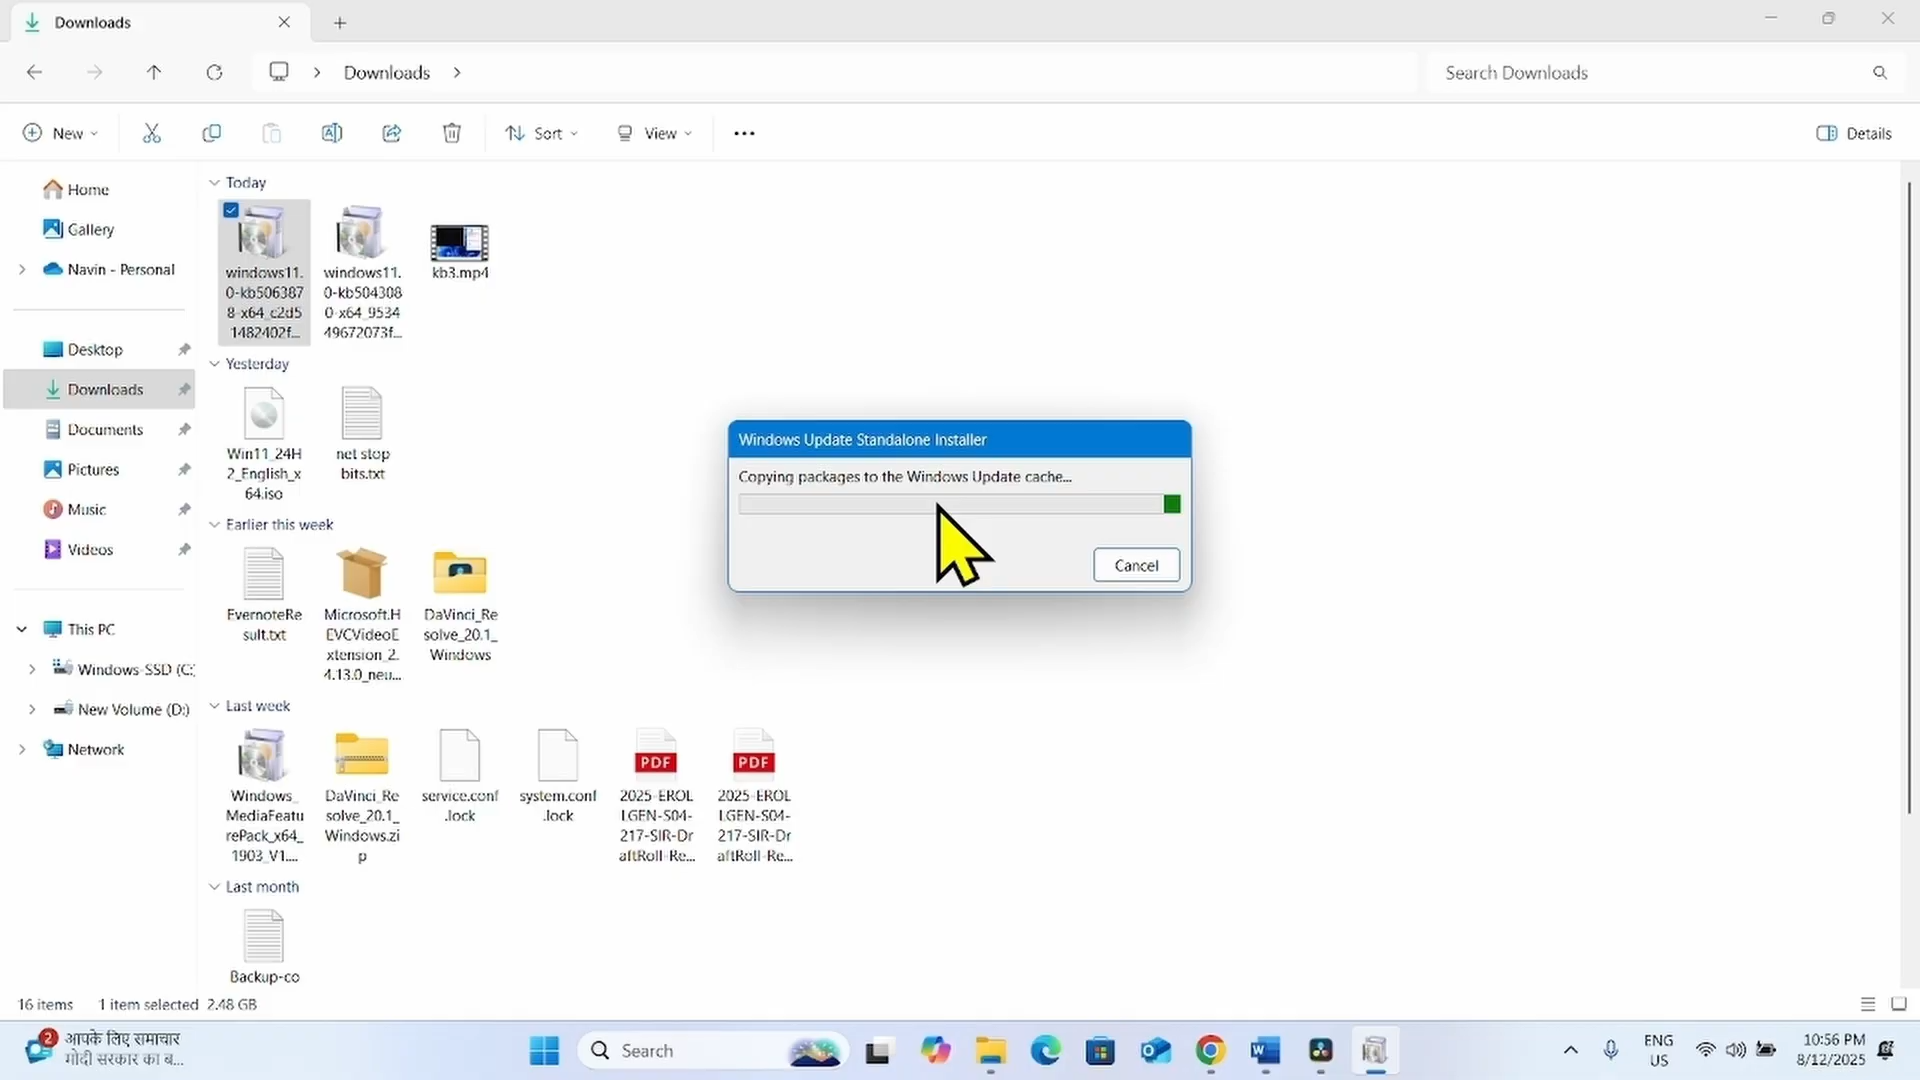 Downloads
Downloads
Search Downloads
New
Sort
View
Details
Home
Gallery
Navin - Personal
Desktop
Downloads
Documents
Pictures
Music
Videos
This PC
Windows-SSD (C:
New Volume (D:)
Network
Today
windows11.
0-kb506387
8-x64_c2d5
1482402f...
windows11.
0-kb504308
0-x64_9534
49672073f...
kb3.mp4
Yesterday
Win11_24H
2_English_x
64.iso
net stop
bits.txt
Earlier this week
EvernoteRe
sult.txt
Microsoft.H
EVCVideoE
xtension_2.
4.13.0_neu...
DaVinci_Re
solve_20.1_
Windows
Last week
Windows_
MediaFeatu
rePack_x64_
1903_V1....
DaVinci_Re
solve_20.1_
Windows.zi
p
service.conf
.lock
system.conf
.lock
2025-EROL
LGEN-S04-
217-SIR-Dr
aftRoll-Re...
2025-EROL
LGEN-S04-
217-SIR-Dr
aftRoll-Re...
Last month
Backup-co
Windows Update Standalone Installer
Copying packages to the Windows Update cache...
Cancel
16 items
1 item selected
2.48 GB
2
आपके लिए समाचार
मोदी सरकार का ब...
Search
ENG
US
10:56 PM
8/12/2025